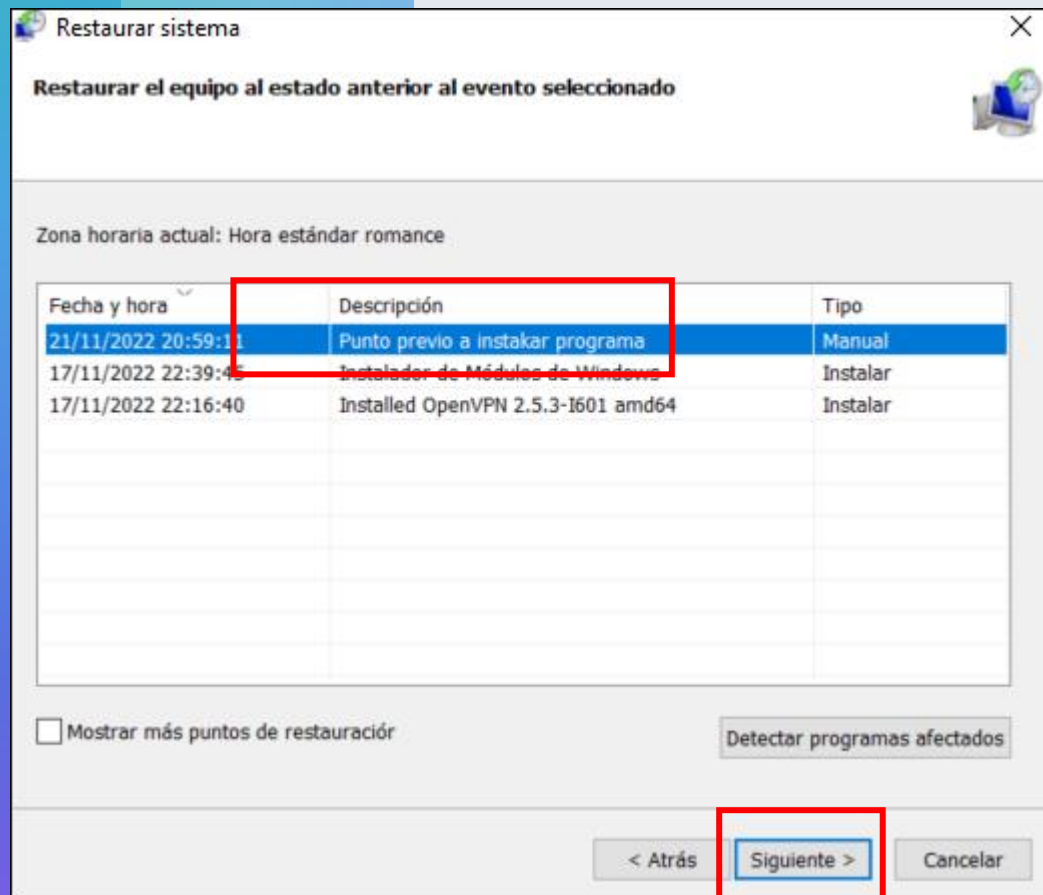 Restaurar sistema
Restaurar el equipo al estado anterior al evento seleccionado
Zona horaria actual: Hora estándar romance
Fecha y hora Descripción Tipo
21/11/2022 20:59:11 Punto previo a instakar programa Manual
17/11/2022 22:39:45 Instalador de Módulos de Windows Instalar
17/11/2022 22:16:40 Installed OpenVPN 2.5.3-I601 amd64 Instalar
Mostrar más puntos de restauraciór
Detectar programas afectados
< Atrás Siguiente > Cancelar